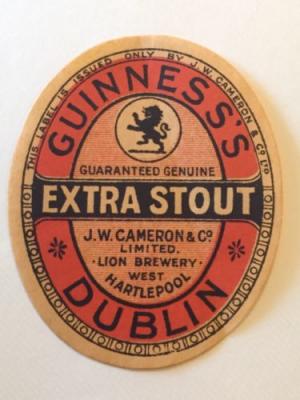 THIS LABEL IS ISSUED ONLY BY J.W. CAMERON & Co LTD
GUINNESS'S
GUARANTEED GENUINE
EXTRA STOUT
J.W. CAMERON & Co
LIMITED.
LION BREWERY.
WEST
HARTLEPOOL
DUBLIN